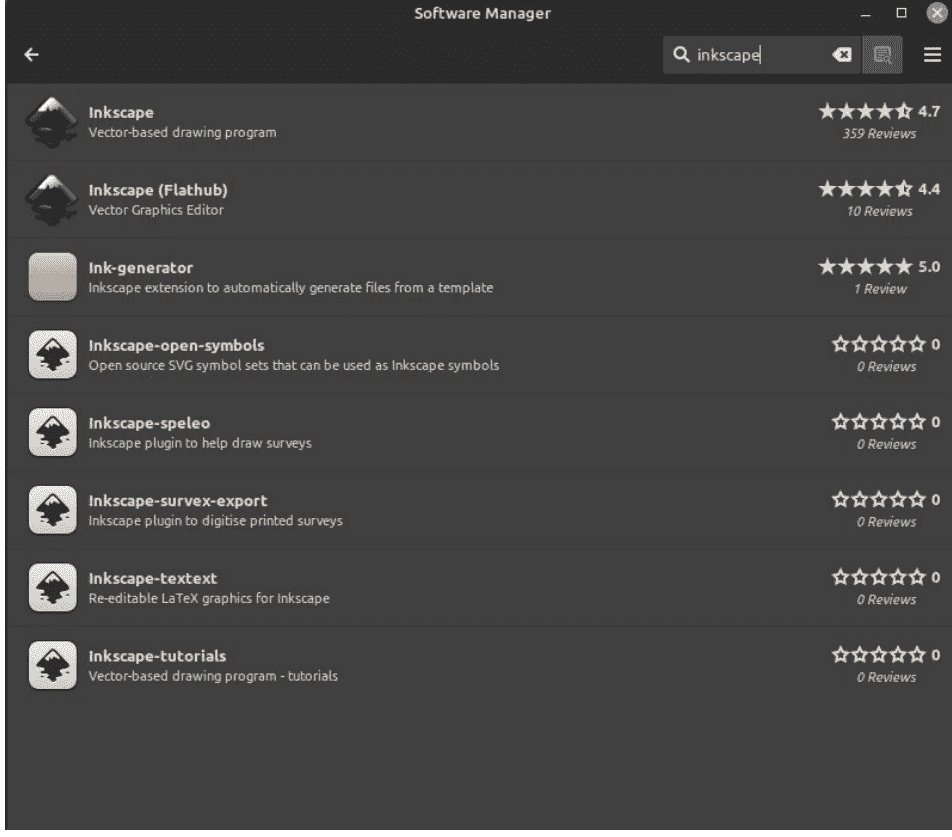 Software Manager
inkscape
Inkscape
4.7
Vector-based drawing program
359 Reviews
Inkscape (Flathub)
4.4
Vector Graphics Editor
10 Reviews
Ink-generator
5.0
Inkscape extension to automatically generate files from a template
1 Review
Inkscape-open-symbols
0
Open source SVG symbol sets that can be used as Inkscape symbols
0 Reviews
Inkscape-speleo
0
Inkscape plugin to help draw surveys
0 Reviews
Inkscape-survex-export
0
Inkscape plugin to digitise printed surveys
0 Reviews
Inkscape-textext
0
Re-editable LaTeX graphics for Inkscape
0 Reviews
Inkscape-tutorials
0
Vector-based drawing program - tutorials
0 Reviews